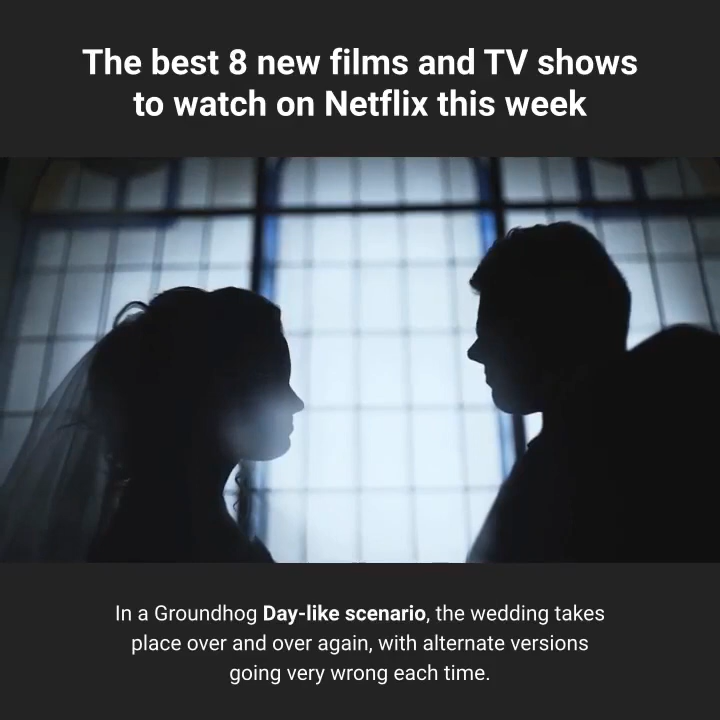 The best 8 new films and TV shows
to watch on Netflix this week
In a Groundhog Day-like scenario, the wedding takes
place over and over again, with alternate versions
going very wrong each time.